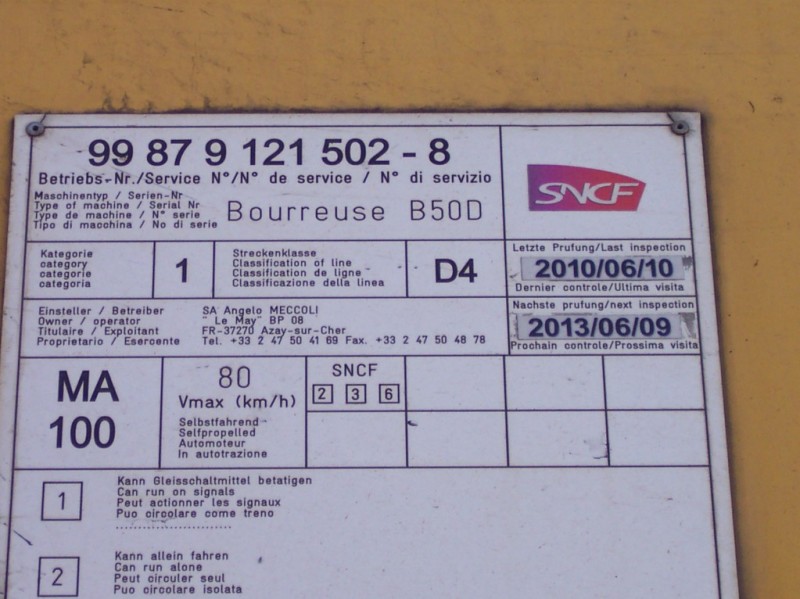 99 87 9 121 502 - 8
Betriebs-Nr./Service N°/N° de service / N° di servizio
Maschinentyp / Serien-Nr
Type of machine / Serial Nr
Type de machine / N° serie
Tipo di macchina / No di serie
Bourreuse B50D
SNCF
Kategorie
category
categorie
categoria
1
Streckenklasse
Classification of line
Classification de ligne
Classificazione della linea
D4
Letzte Prufung/Last inspection
2010/06/10
Dernier controle/Ultima visita
Einsteller / Betreiber
Owner / operator
Titulaire / Exploitant
Proprietario / Esercente
SA Angelo MECCOLI
" Le May" BP 08
FR-37270 Azay-sur-Cher
Tel. +33 2 47 50 41 69 Fax. +33 2 47 50 48 78
Nachste prufung/next inspection
2013/06/09
Prochain controle/Prossima visita
MA
100
80
Vmax (km/h)
Selbstfahrend
Selfpropelled
Automoteur
In autotrazione
SNCF
2 3 6
1
Kann Gleisschaltmittel betatigen
Can run on signals
Peut actionner les signaux
Puo circolare come treno
2
Kann allein fahren
Can run alone
Peut circuler seul
Puo circolare isolata